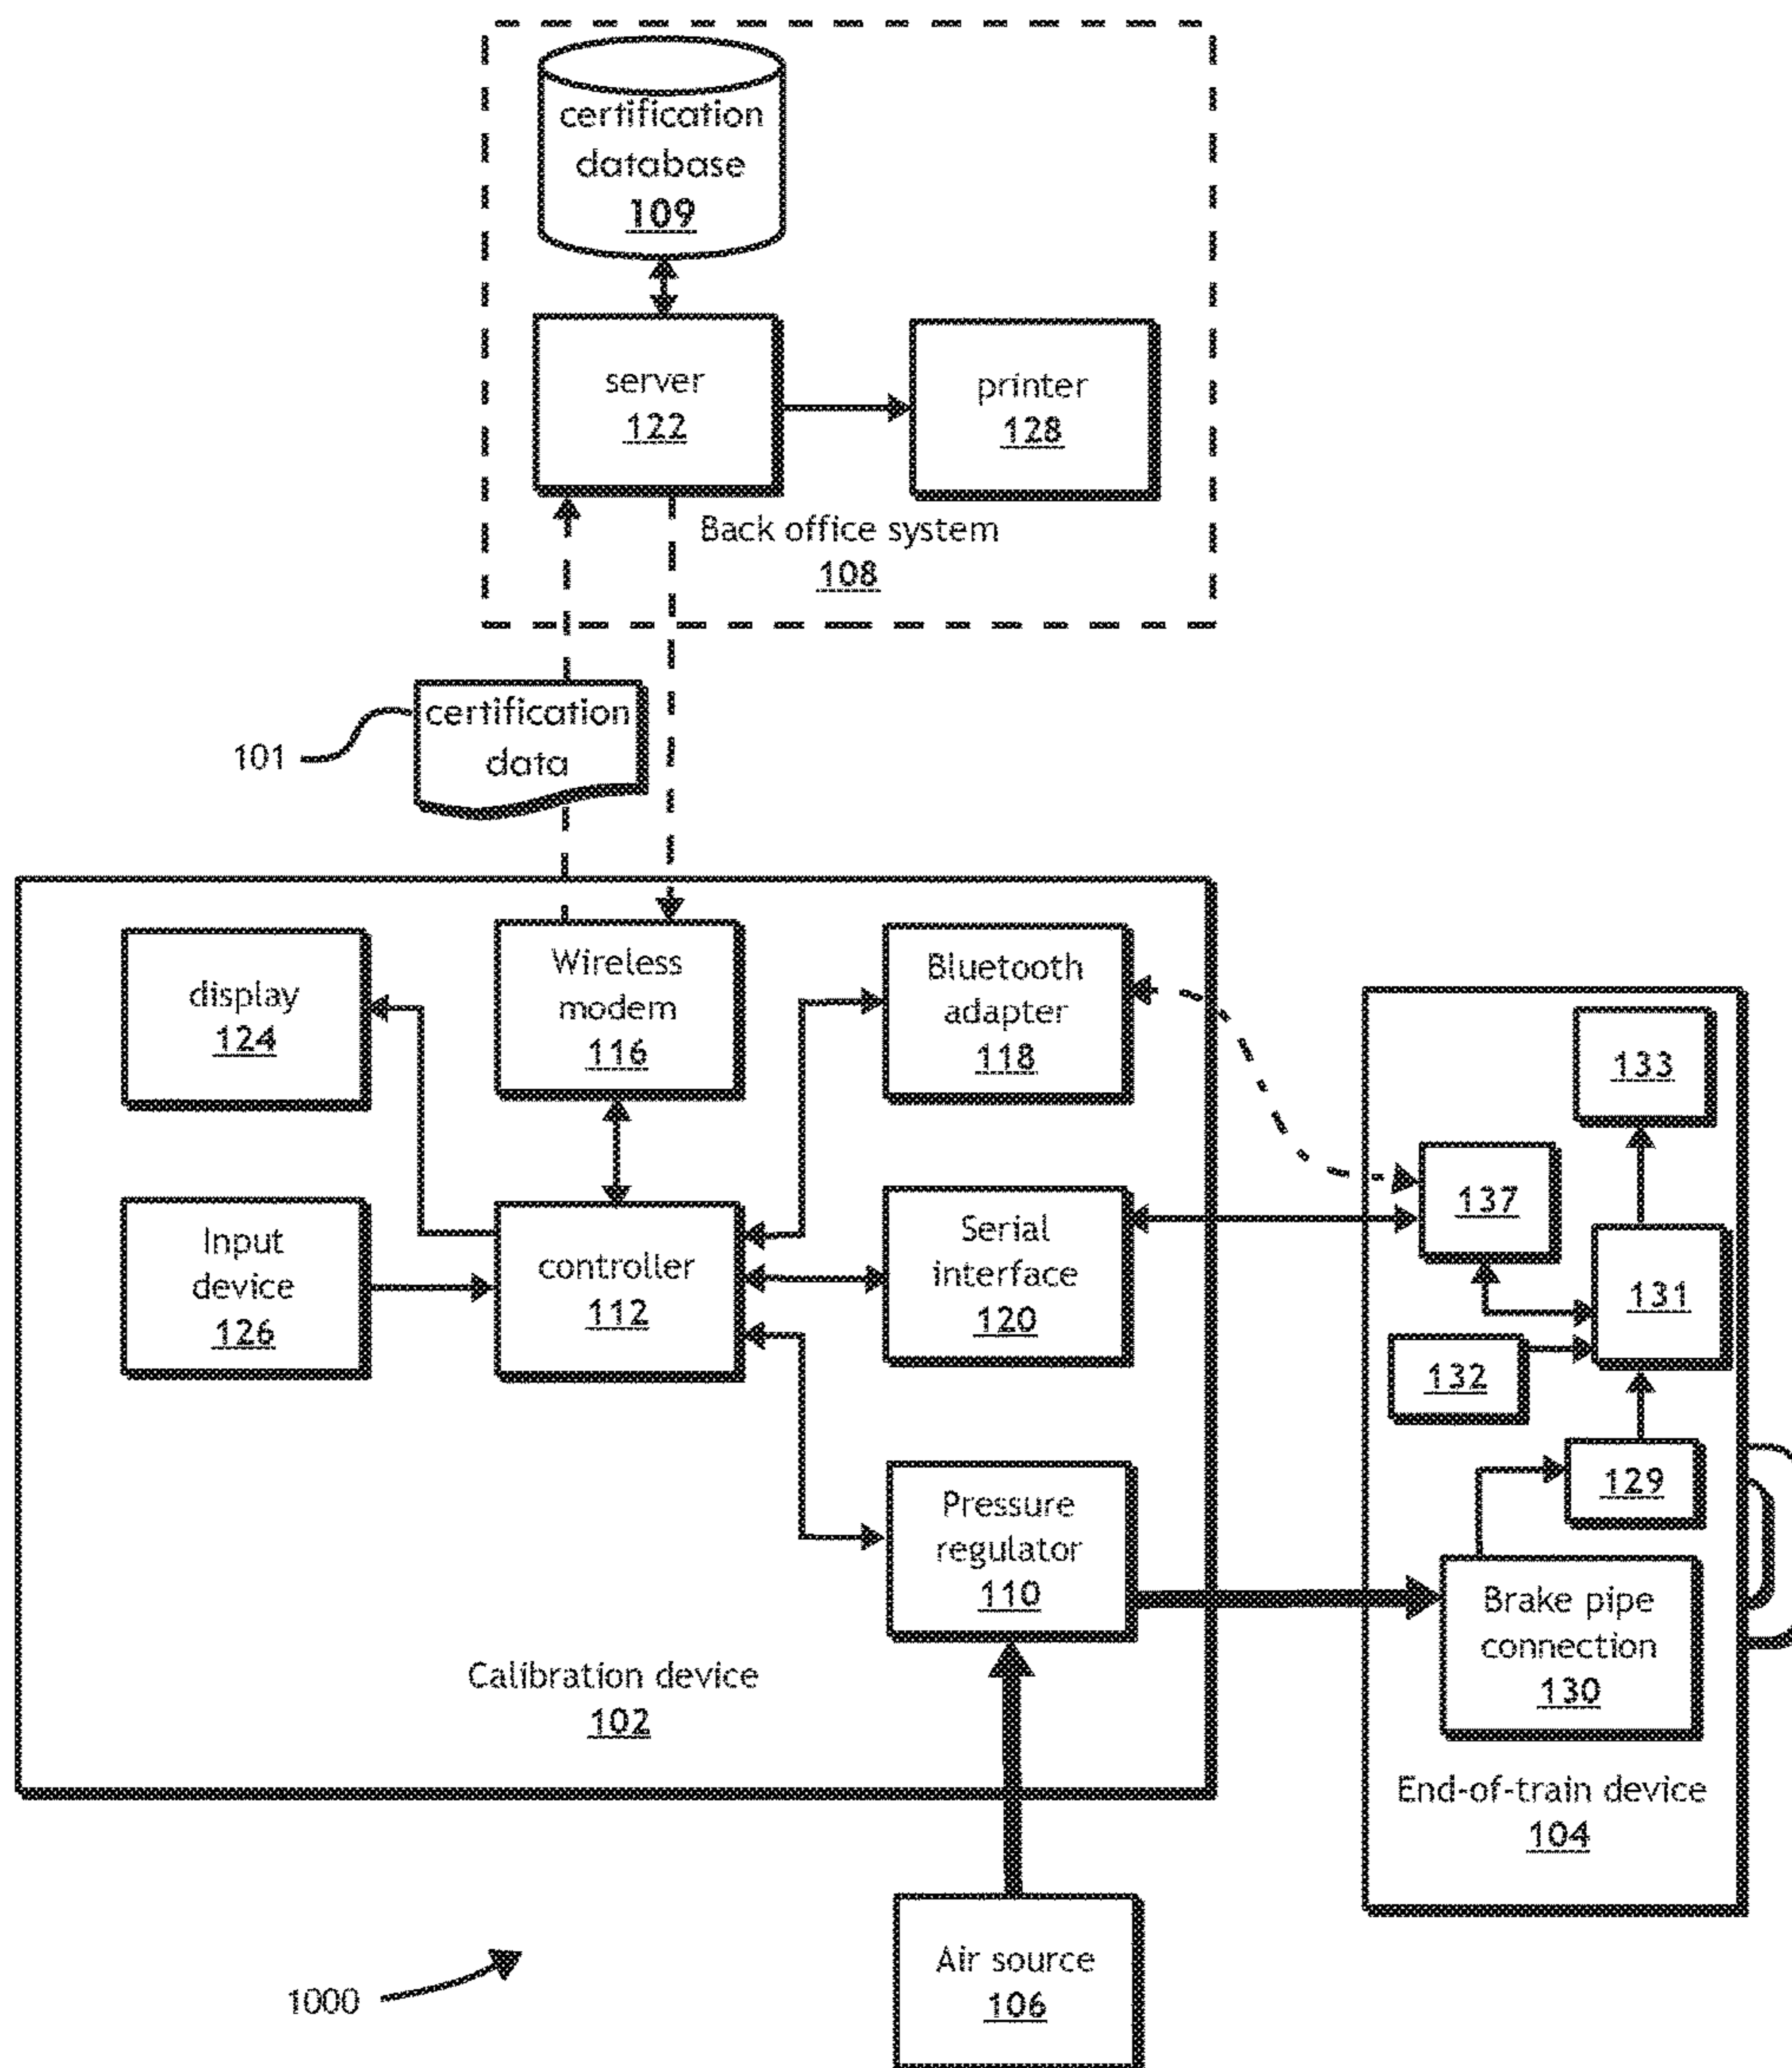 certification
database
109
server
122
printer
128
Back office system
108
certification
data
101
display
124
Wireless
modem
116
Bluetooth
adapter
118
133
137
Input
device
126
controller
112
Serial
interface
120
131
132
129
Pressure
regulator
110
Brake pipe
connection
130
Calibration device
102
End-of-train device
104
Air source
106
1000